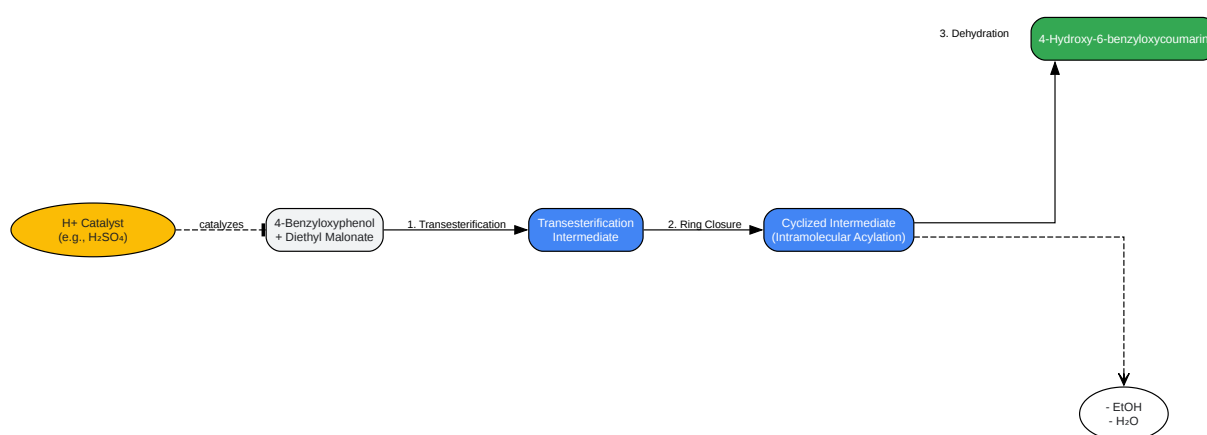 3. Dehydration
4-Hydroxy-6-benzyloxycoumarin
H+ Catalyst
(e.g., H₂SO₄)
catalyzes
4-Benzyloxyphenol
+ Diethyl Malonate
1. Transesterification
Transesterification
Intermediate
2. Ring Closure
Cyclized Intermediate
(Intramolecular Acylation)
- EtOH
- H₂O